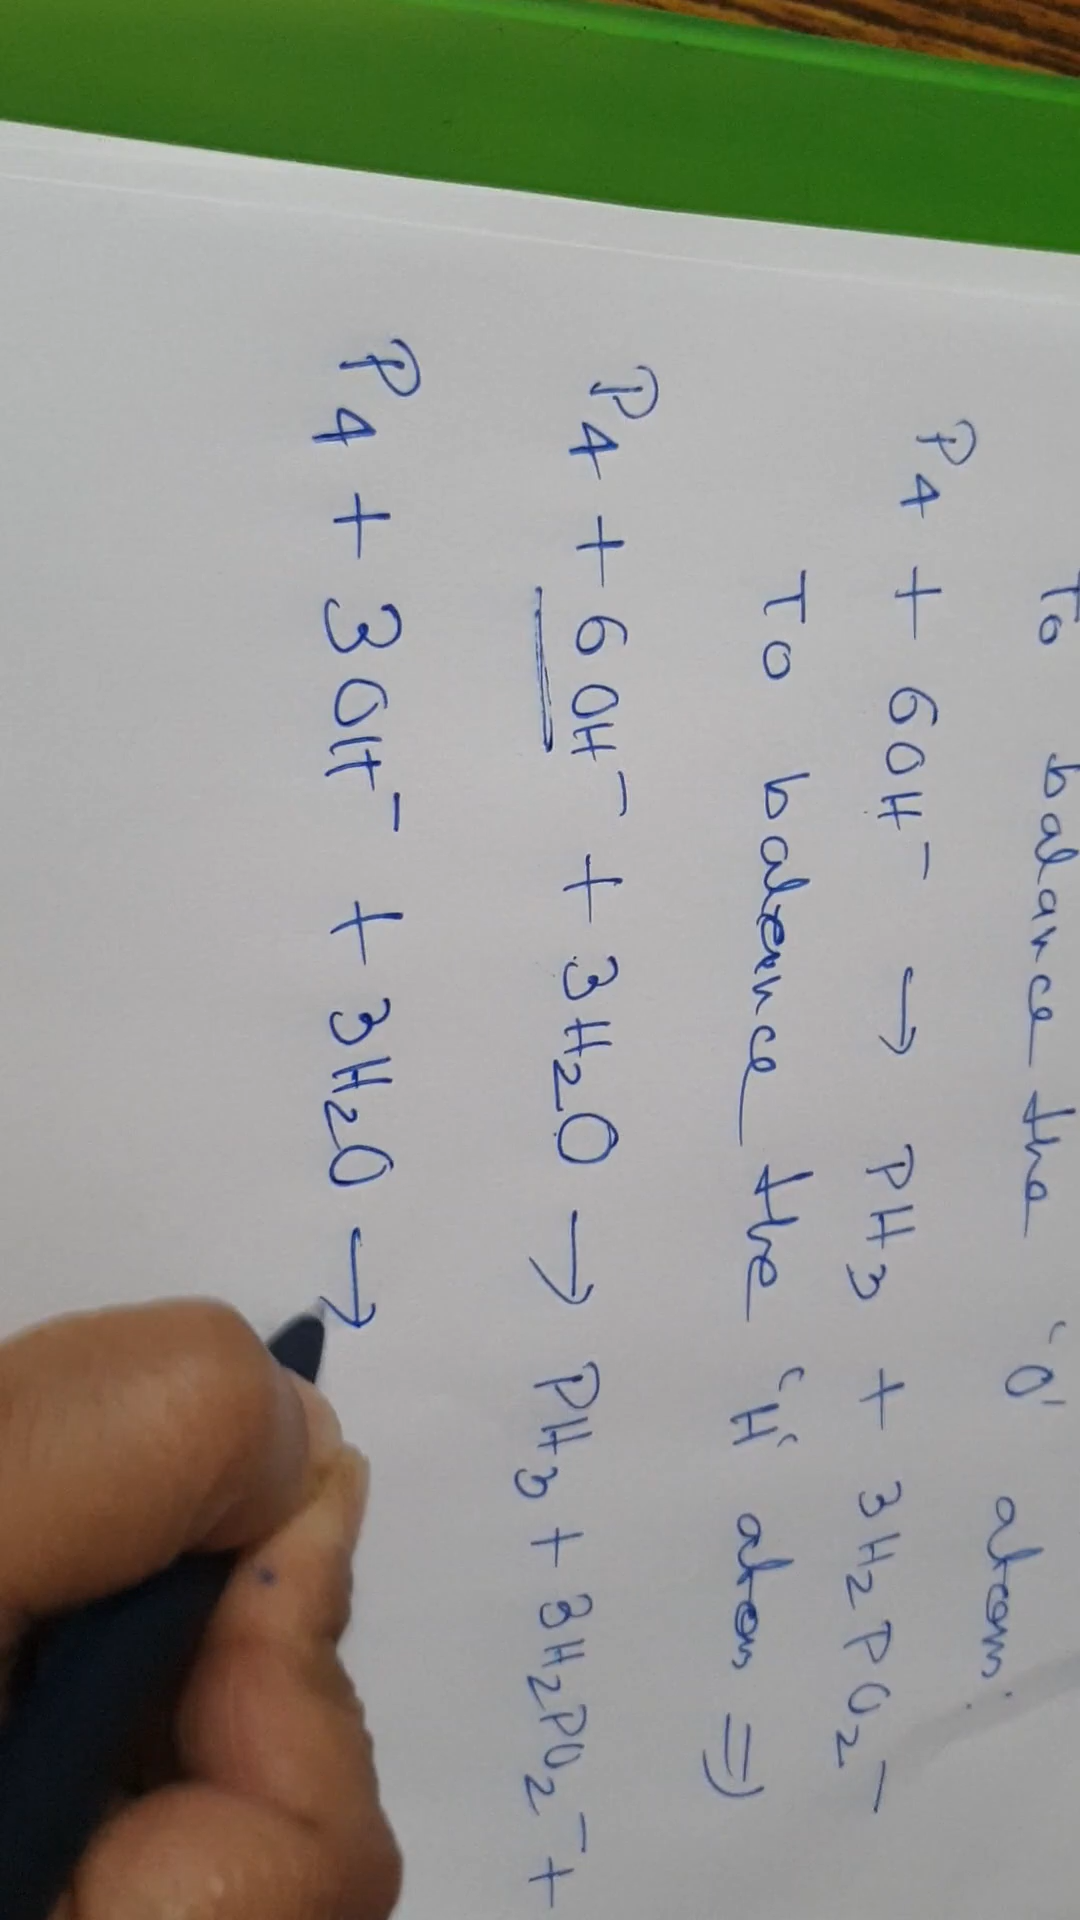 To balance the 'O' atom.
P4 + 6OH⁻ → PH3 + 3H2PO2⁻
To balance the 'H' atom ⇒
P4 + 6OH⁻ + 3H2O → PH3 + 3H2PO2⁻ +
P4 + 3OH⁻ + 3H2O →